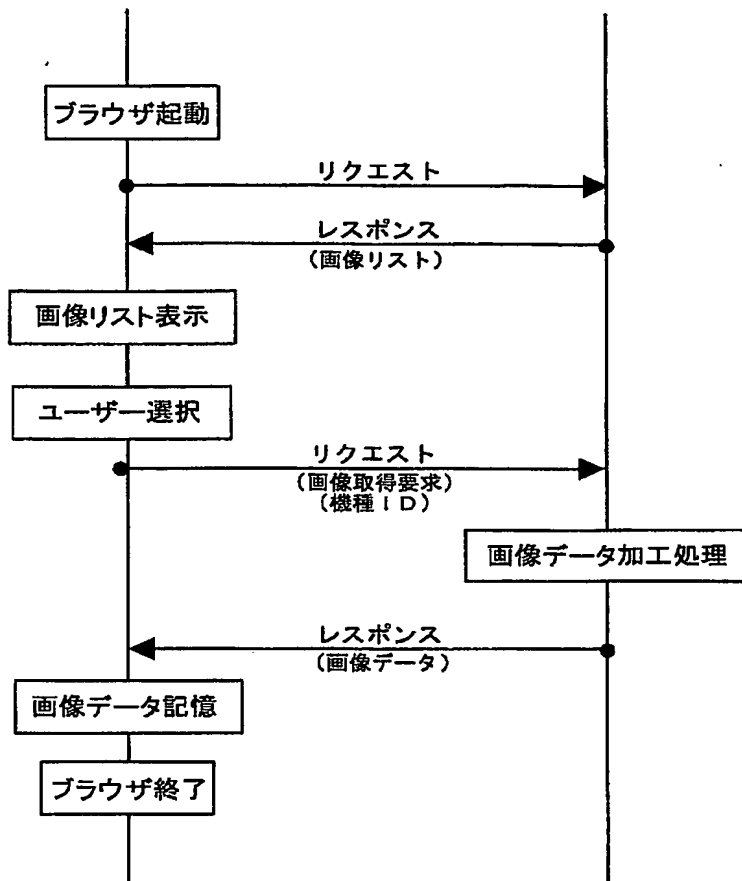 ブラウザ起動
リクエスト
レスポンス
(画像リスト)
画像リスト表示
ユーザー選択
リクエスト
(画像取得要求)
(機種ID)
画像データ加工処理
レスポンス
(画像データ)
画像データ記憶
ブラウザ終了